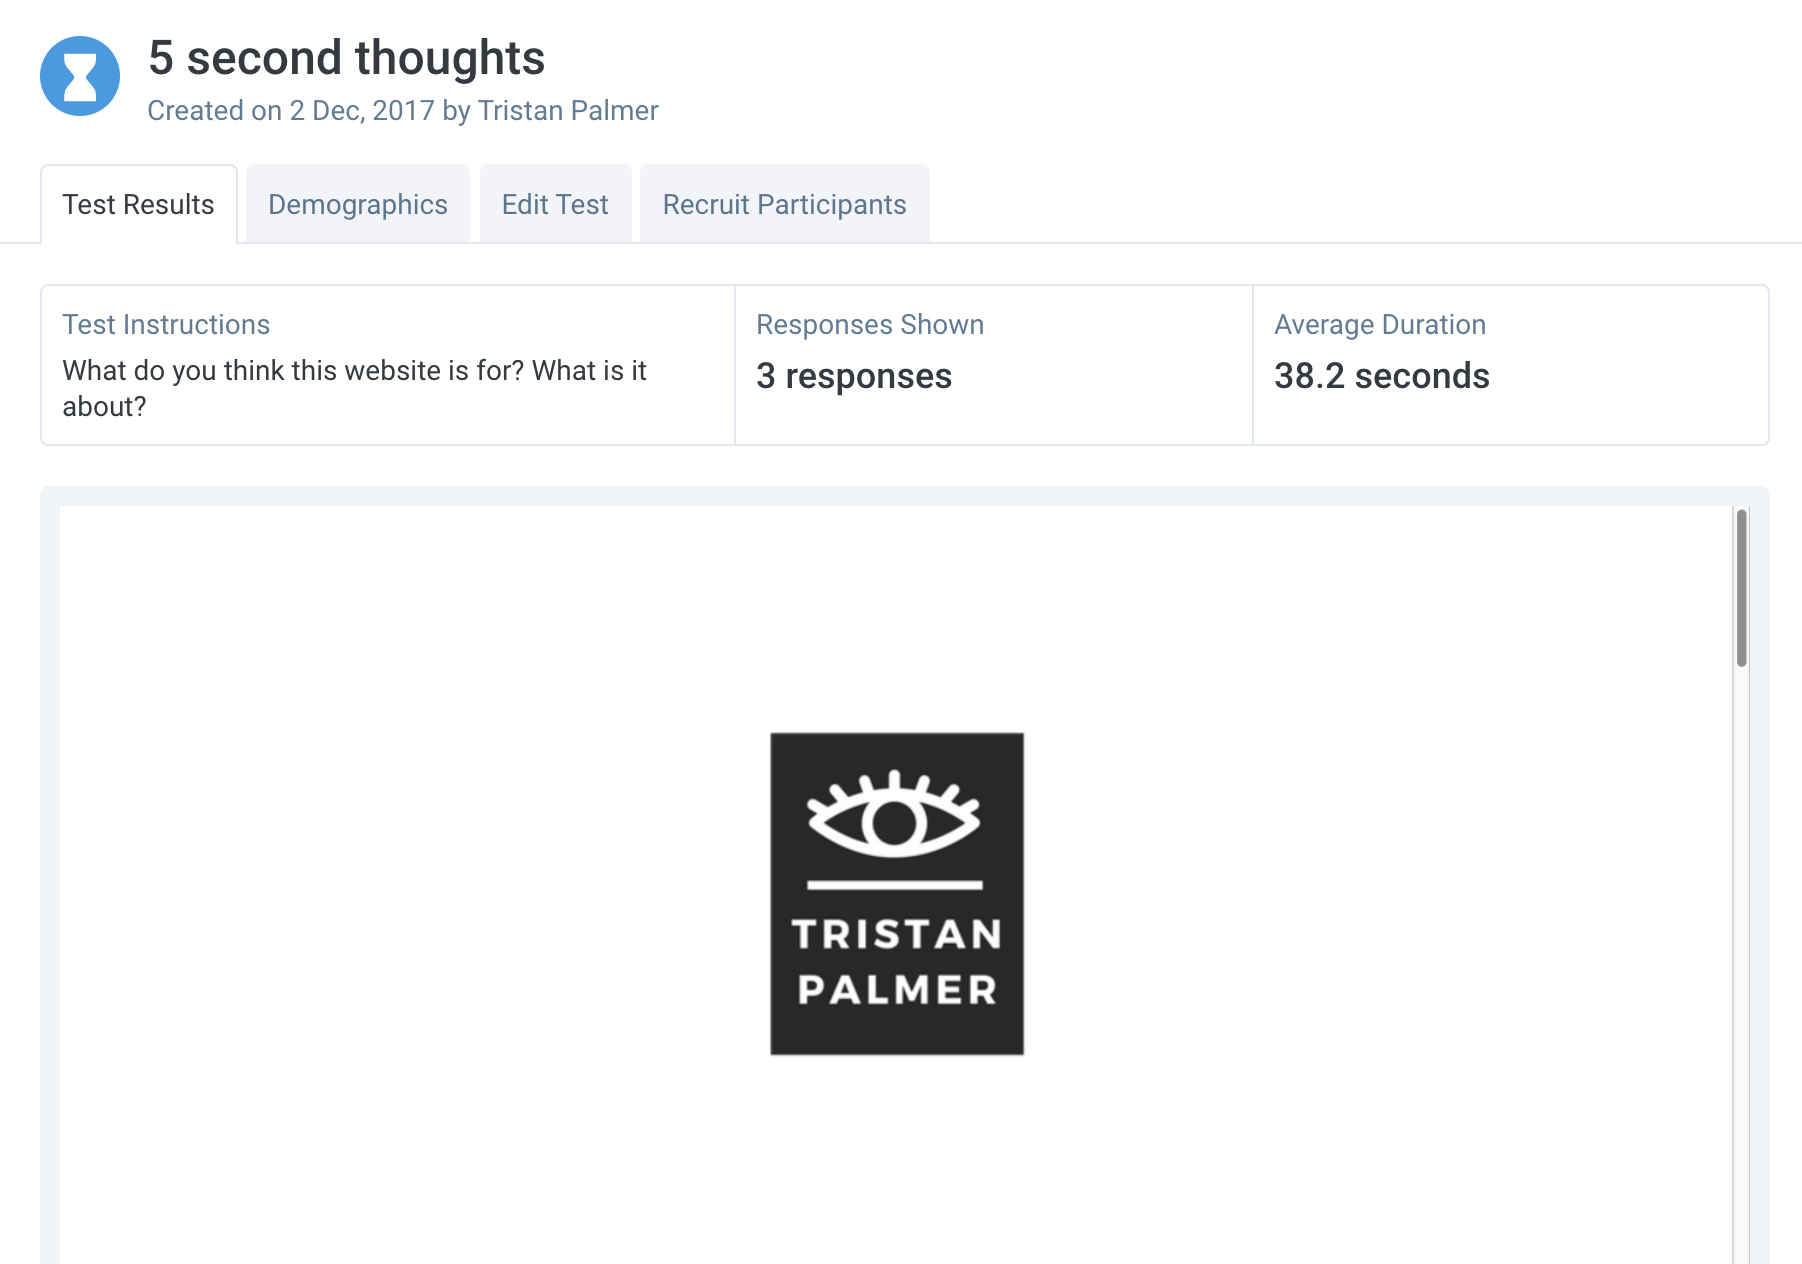 5 second thoughts
Created on 2 Dec, 2017 by Tristan Palmer
Test Results
Demographics
Edit Test
Recruit Participants
Test Instructions
What do you think this website is for? What is it
about?
Responses Shown
3 responses
Average Duration
38.2 seconds
TRISTAN
PALMER